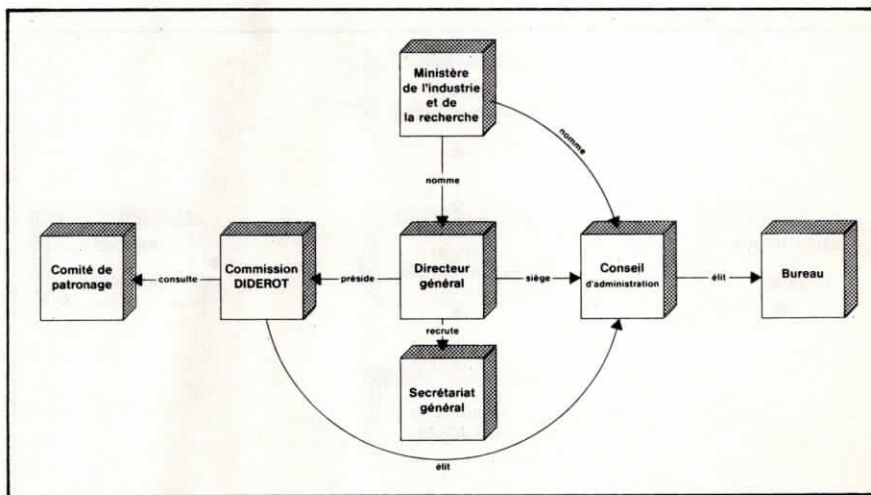 Ministère
de l'industrie
et de
la recherche
nomme
nomme
Comité de
patronage
consulte
Commission
DIDEROT
préside
Directeur
général
siège
Conseil
d'administration
élit
Bureau
recrute
Secrétariat
général
élit